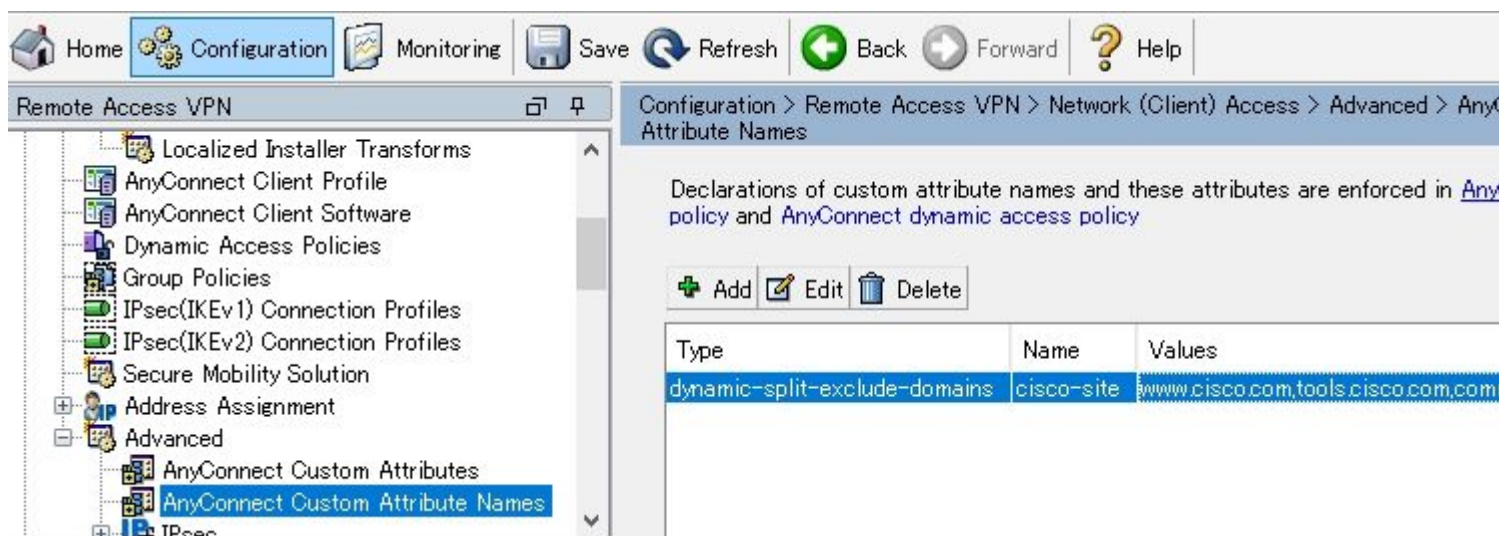 Home Configuration Monitoring Save Refresh Back Forward Help
Remote Access VPN
Localized Installer Transforms
AnyConnect Client Profile
AnyConnect Client Software
Dynamic Access Policies
Group Policies
IPsec(IKEv1) Connection Profiles
IPsec(IKEv2) Connection Profiles
Secure Mobility Solution
Address Assignment
Advanced
AnyConnect Custom Attributes
AnyConnect Custom Attribute Names
IPsec
Configuration > Remote Access VPN > Network (Client) Access > Advanced > Any
Attribute Names
Declarations of custom attribute names and these attributes are enforced in Any
policy and AnyConnect dynamic access policy
Add Edit Delete
Type Name Values
dynamic-split-exclude-domains cisco-site www.cisco.com,tools.cisco.com,com